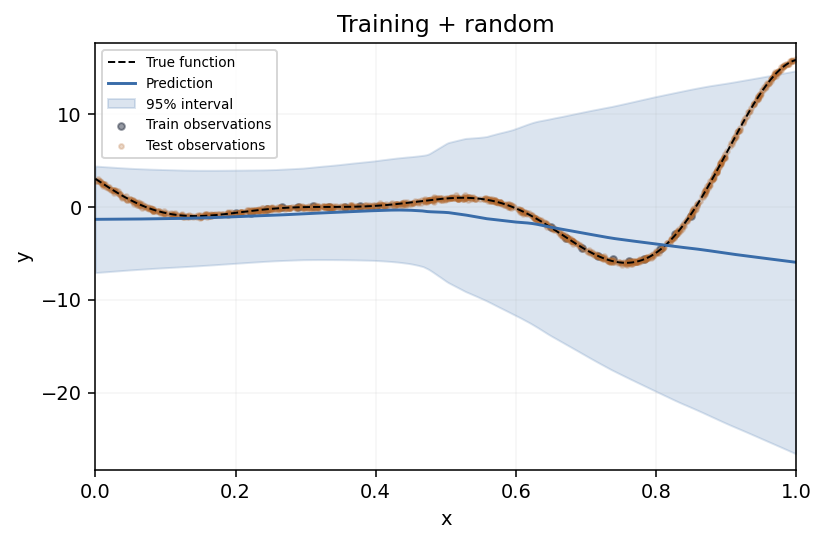 Training + random
True function
Prediction
95% interval
Train observations
Test observations
10
0
−10
−20
y
0.0 0.2 0.4 0.6 0.8 1.0
x